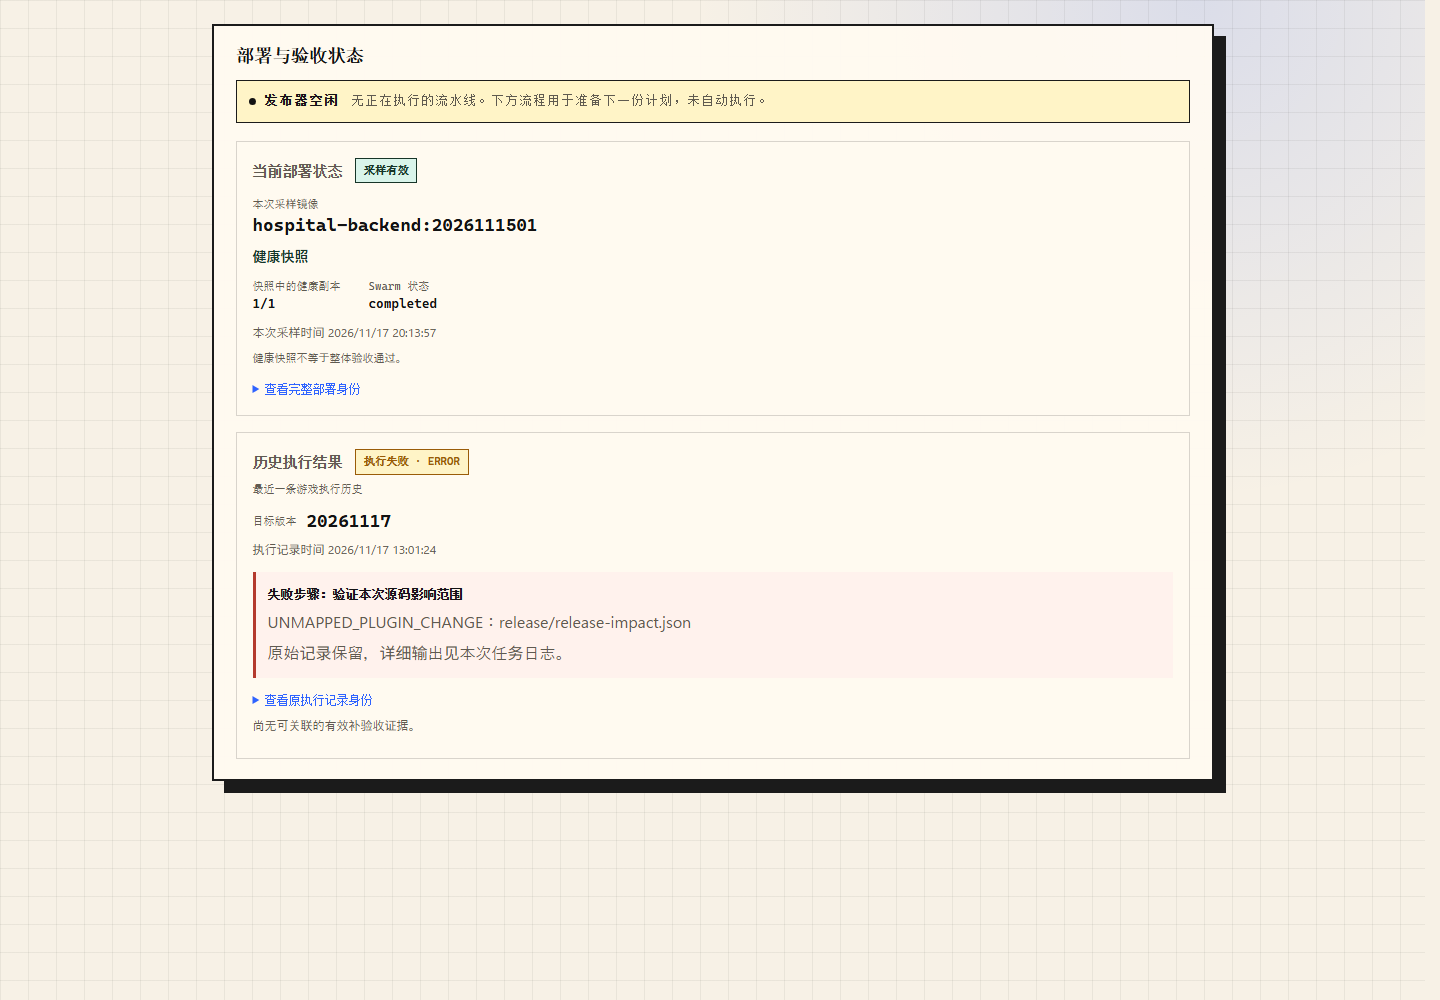 部署与验收状态
发布器空闲 无正在执行的流水线。下方流程用于准备下一份计划，未自动执行。
当前部署状态 采样有效
本次采样镜像
hospital-backend:2026111501
健康快照
快照中的健康副本 Swarm 状态
1/1 completed
本次采样时间 2026/11/17 20:13:57
健康快照不等于整体验收通过。
查看完整部署身份
历史执行结果 执行失败 · ERROR
最近一条游戏执行历史
目标版本 20261117
执行记录时间 2026/11/17 13:01:24
失败步骤：验证本次源码影响范围
UNMAPPED_PLUGIN_CHANGE：release/release-impact.json
原始记录保留，详细输出见本次任务日志。
查看原执行记录身份
尚无可关联的有效补验收证据。